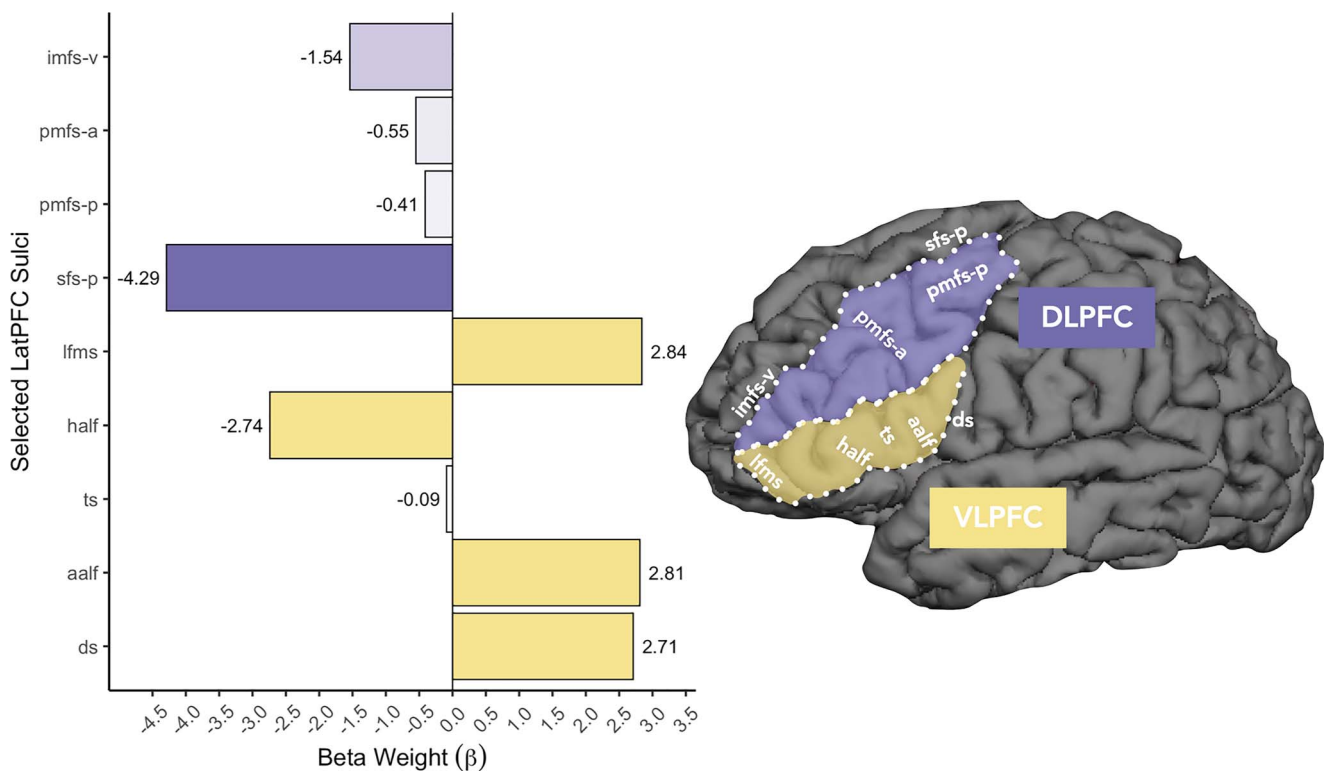 Selected LatPFC Sulci
imfs-v
-1.54
pmfs-a
-0.55
pmfs-p
-0.41
sfs-p
-4.29
lfms
2.84
half
-2.74
ts
-0.09
aalf
2.81
ds
2.71
-4.5 -4.0 -3.5 -3.0 -2.5 -2.0 -1.5 -1.0 -0.5 0.0 0.5 1.0 1.5 2.0 2.5 3.0 3.5
Beta Weight (β)
sfs-p
pmfs-p
pmfs-a
imfs-v
DLPFC
lfms
half
ts
aalf
ds
VLPFC